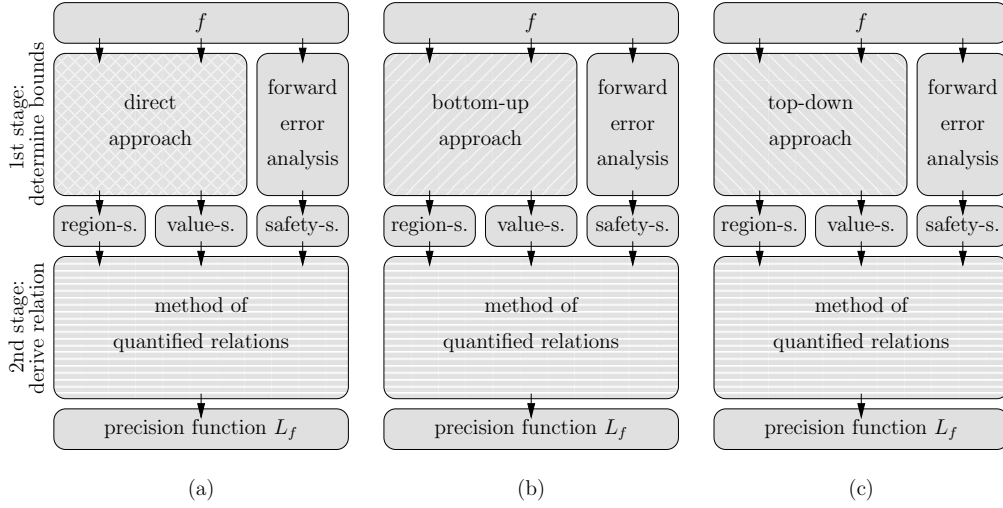 1st stage:
determine bounds
2nd stage:
derive relation
f
direct
approach
forward
error
analysis
region-s.
value-s.
safety-s.
method of
quantified relations
precision function L_f
(a)
f
bottom-up
approach
forward
error
analysis
region-s.
value-s.
safety-s.
method of
quantified relations
precision function L_f
(b)
f
top-down
approach
forward
error
analysis
region-s.
value-s.
safety-s.
method of
quantified relations
precision function L_f
(c)